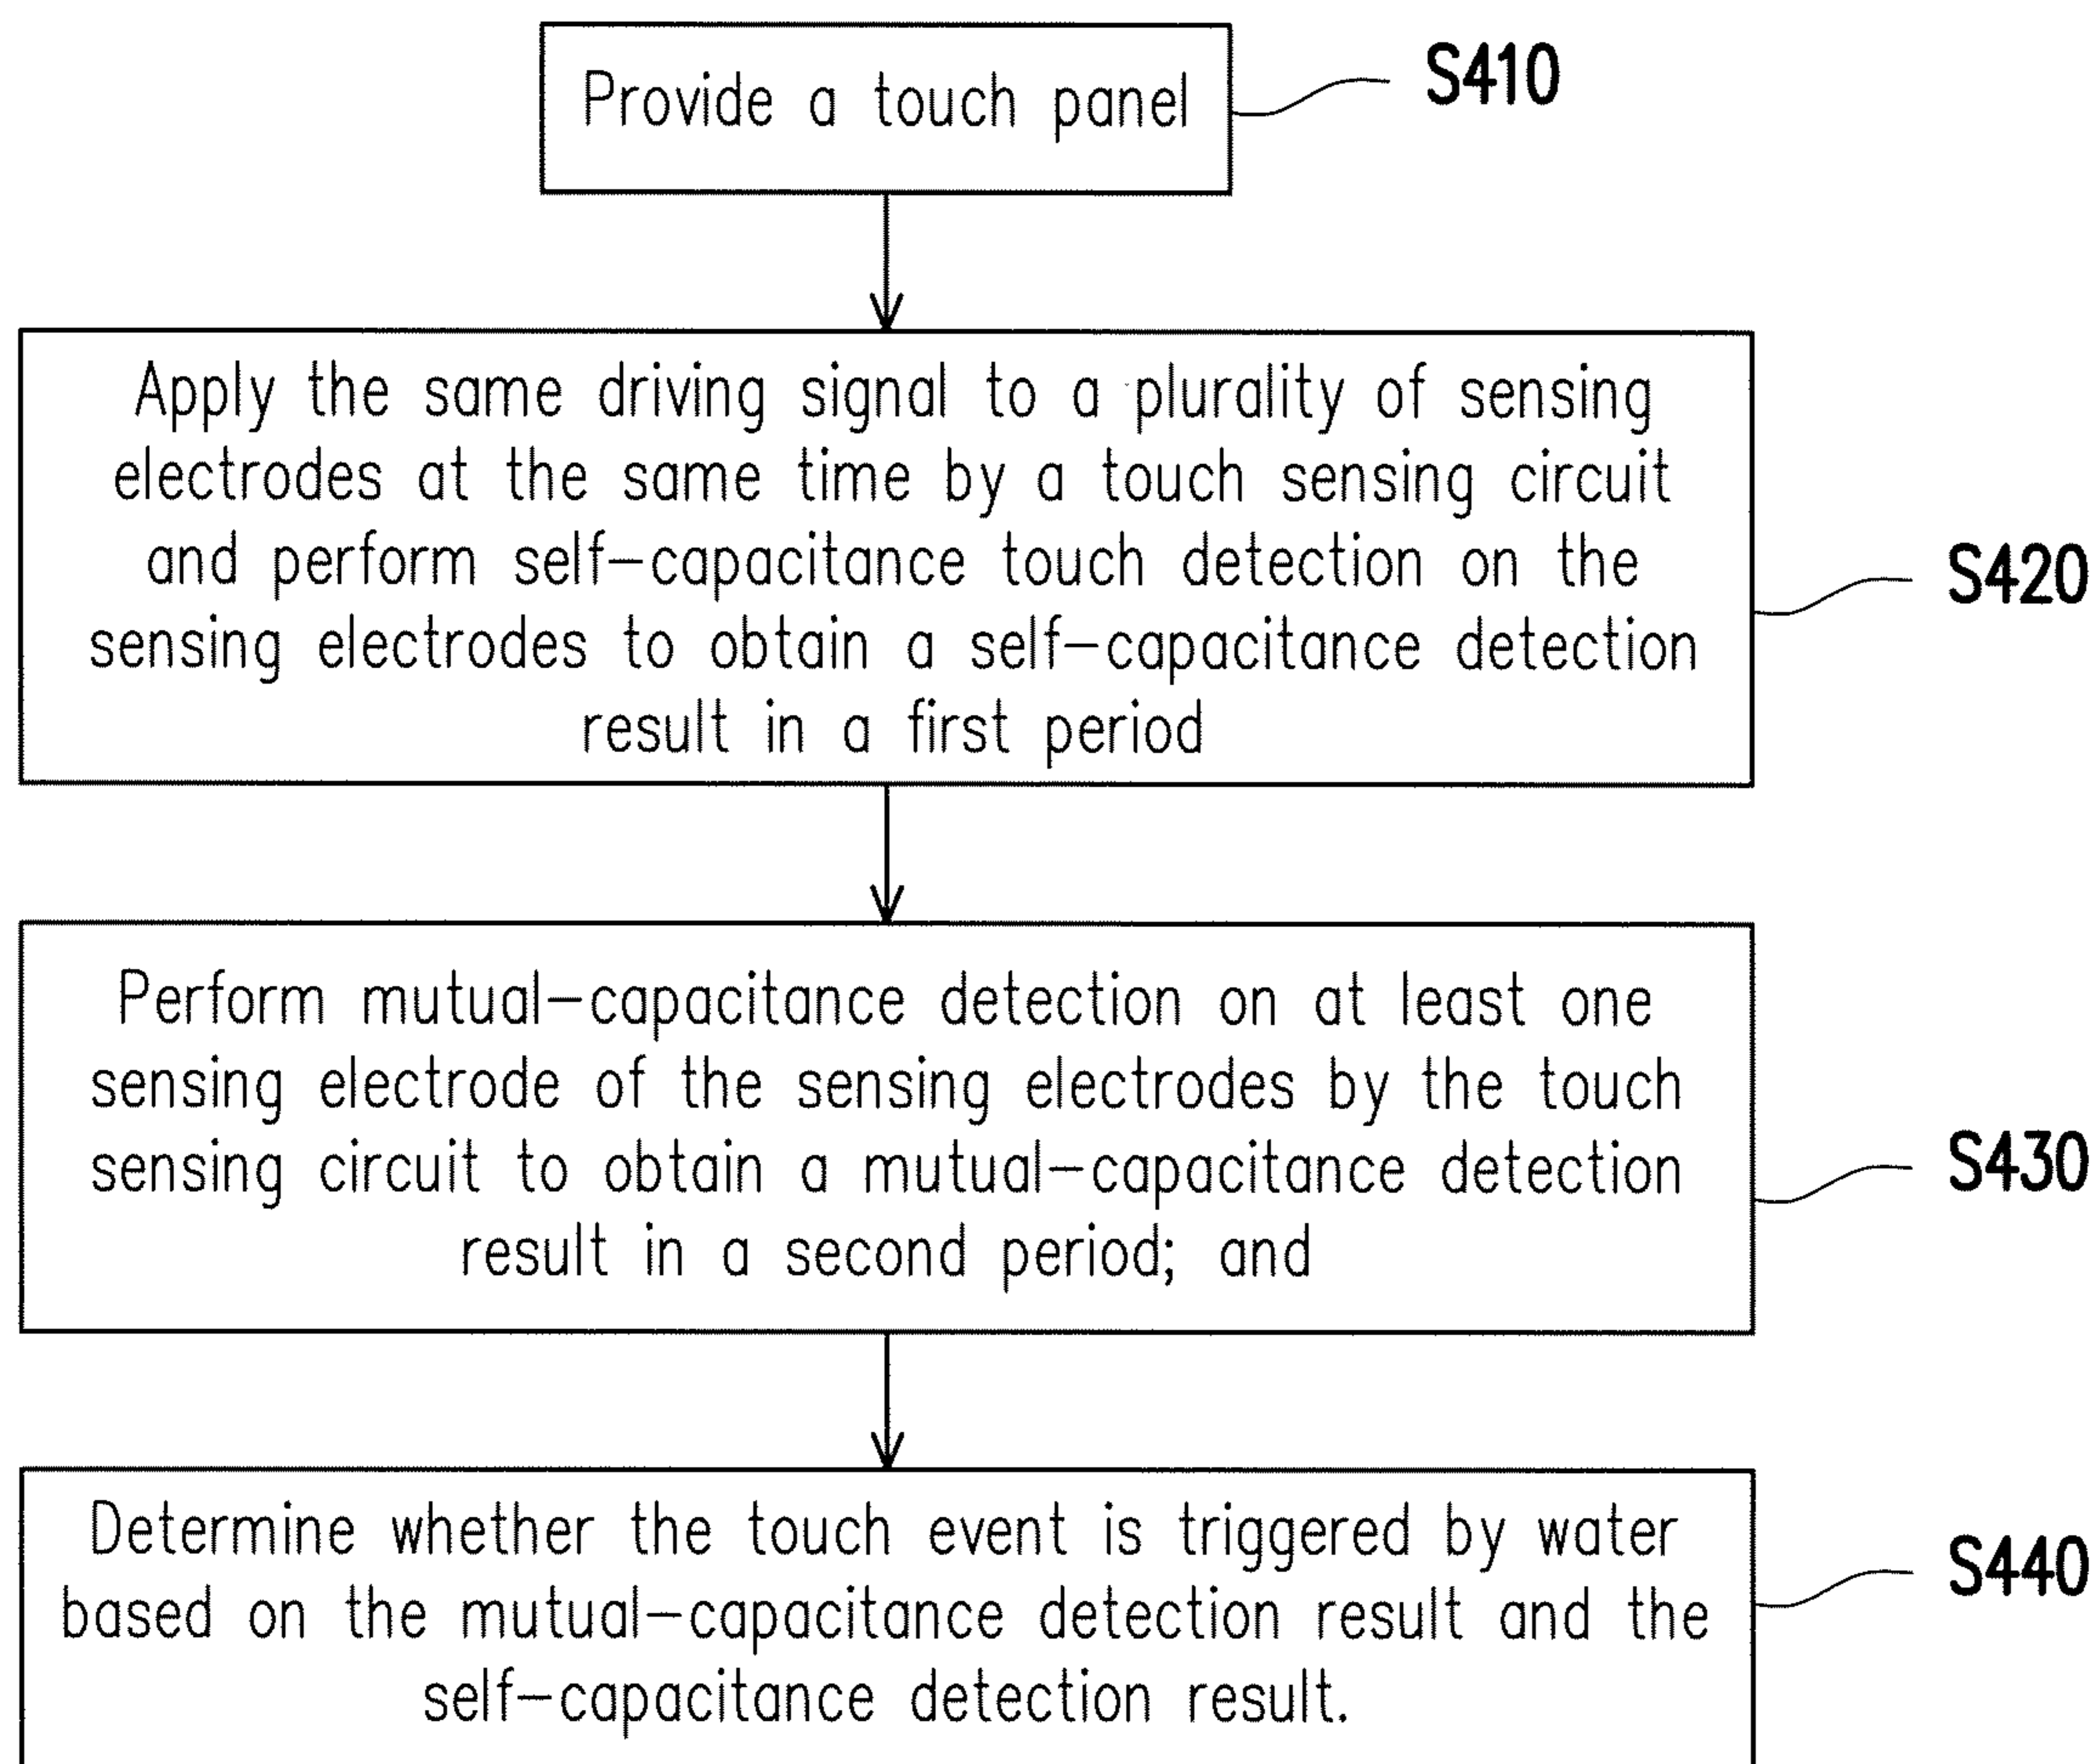 Provide a touch panel
S410
Apply the same driving signal to a plurality of sensing
electrodes at the same time by a touch sensing circuit
and perform self-capacitance touch detection on the
sensing electrodes to obtain a self-capacitance detection
result in a first period
S420
Perform mutual-capacitance detection on at least one
sensing electrode of the sensing electrodes by the touch
sensing circuit to obtain a mutual-capacitance detection
result in a second period; and
S430
Determine whether the touch event is triggered by water
based on the mutual-capacitance detection result and the
self-capacitance detection result.
S440